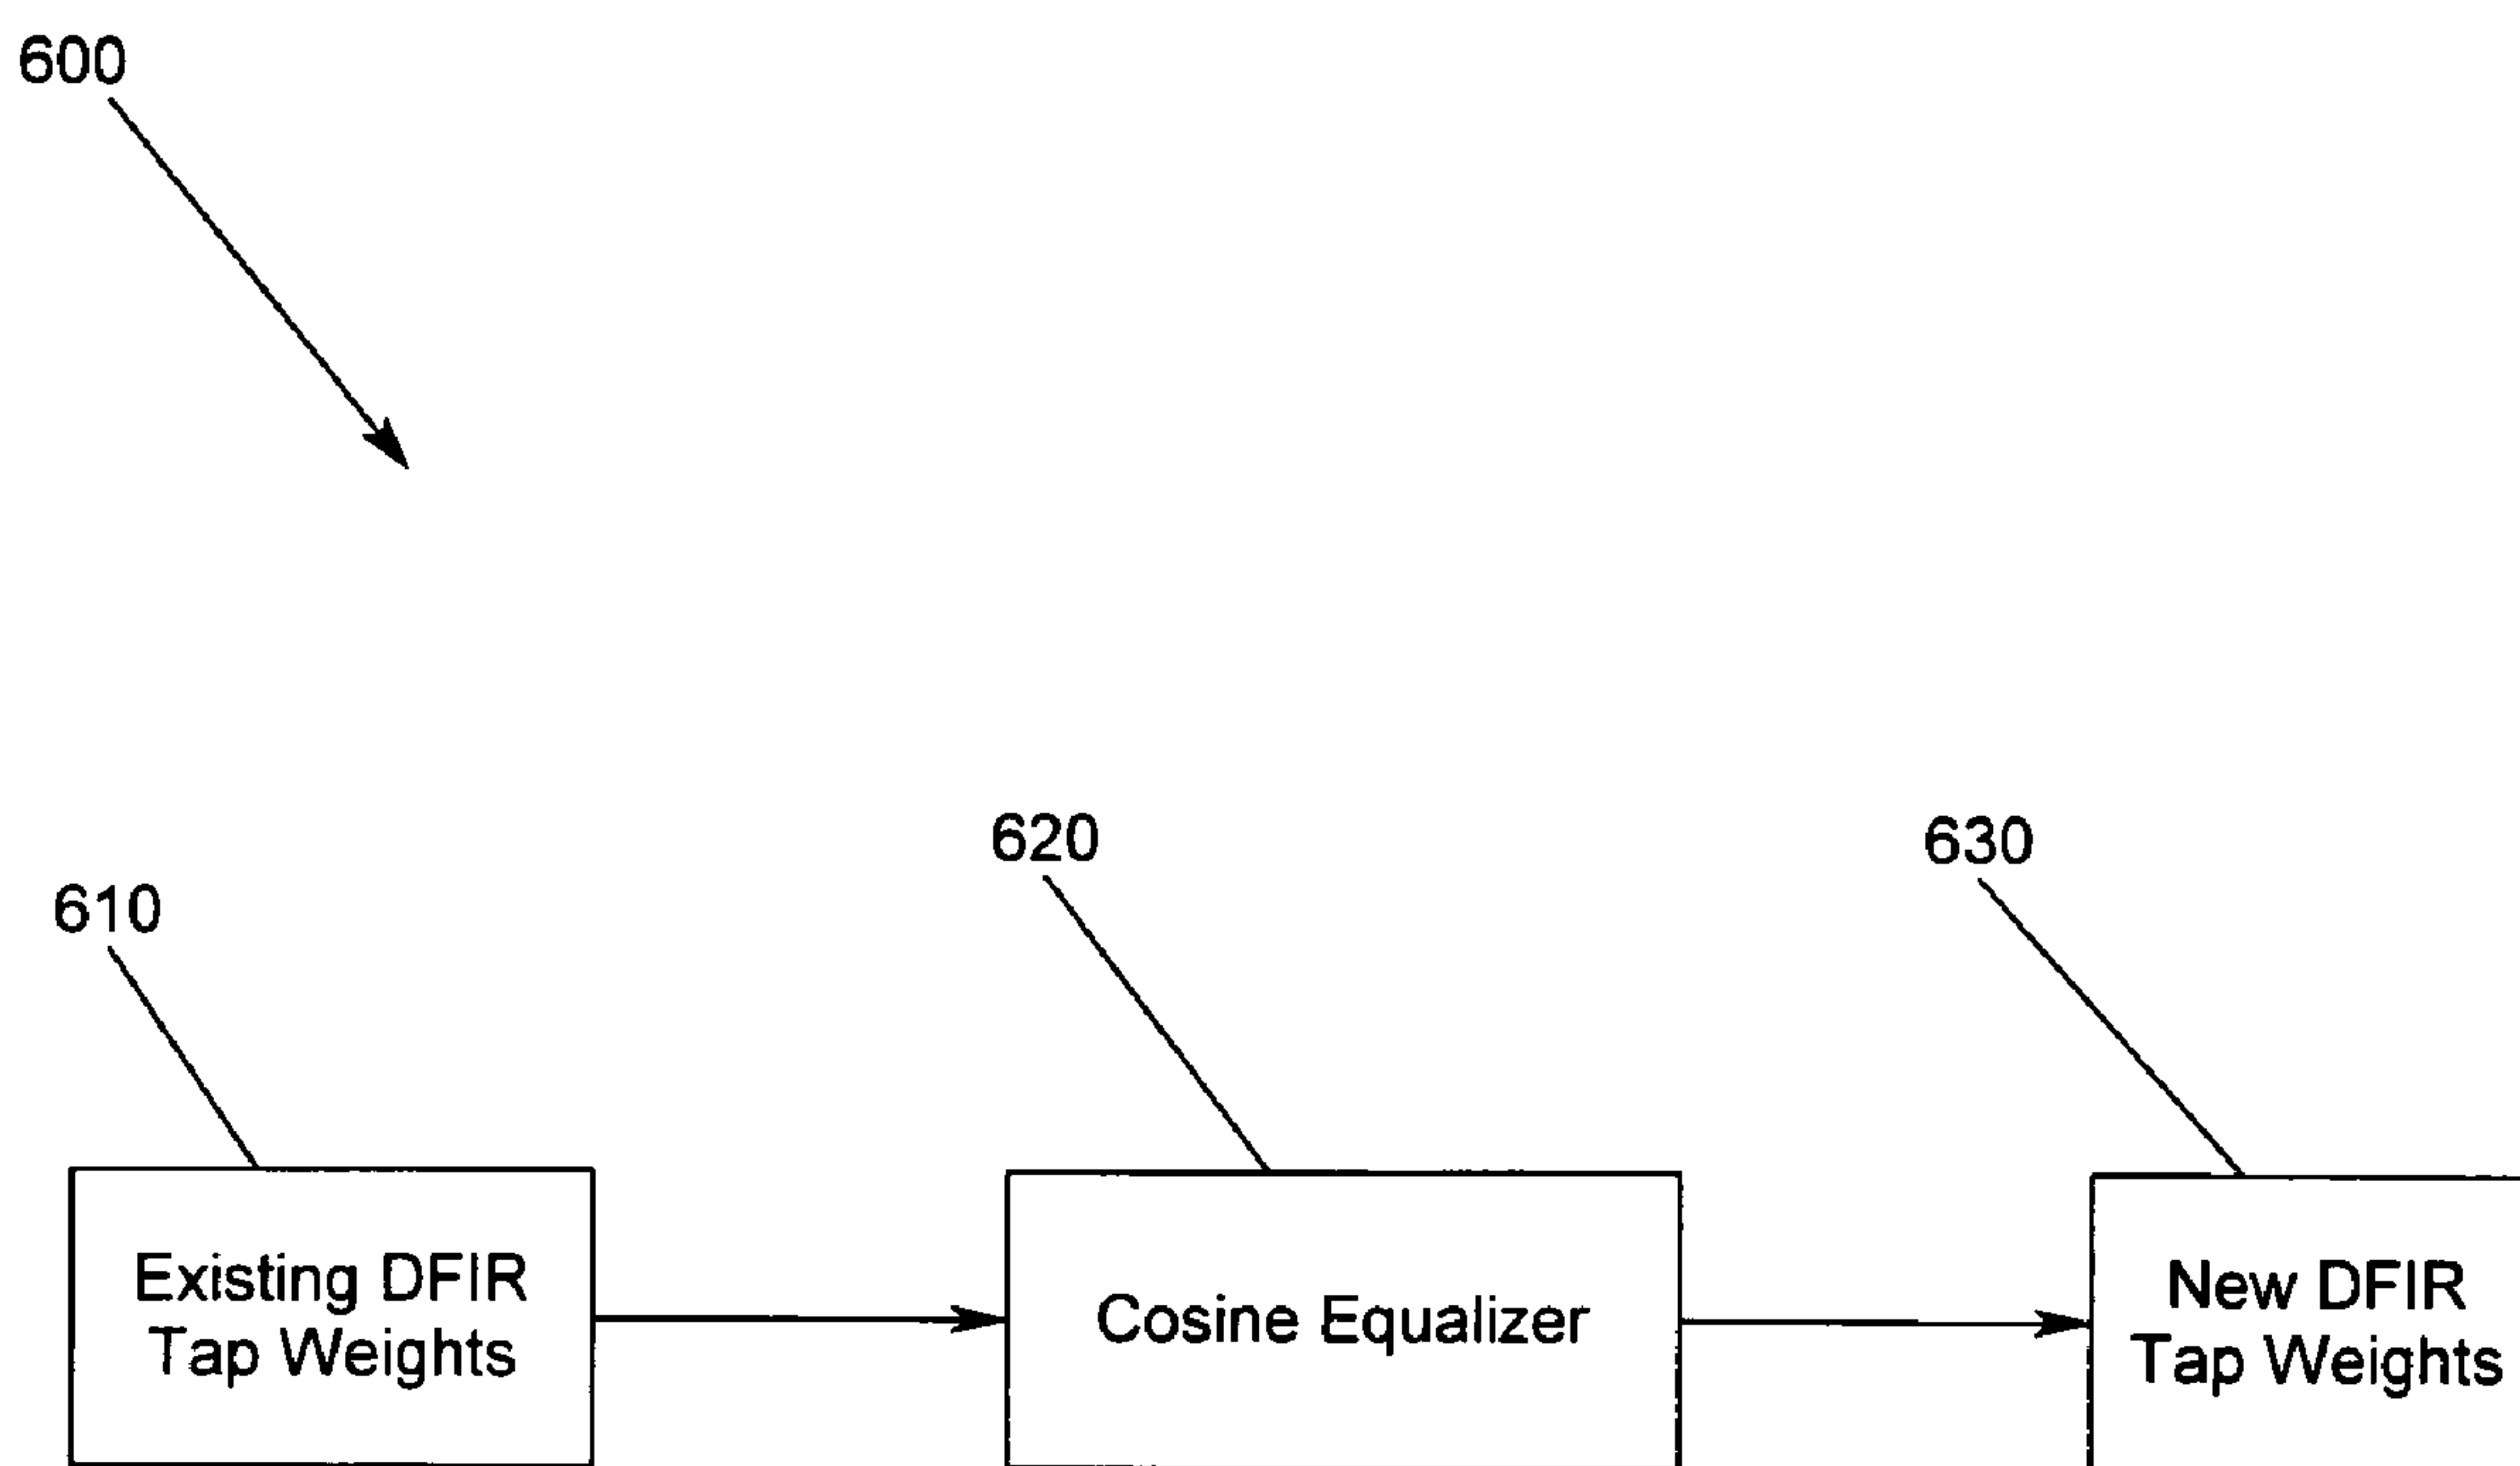 600
620
630
610
Existing DFIR
Tap Weights
Cosine Equalizer
New DFIR
Tap Weights